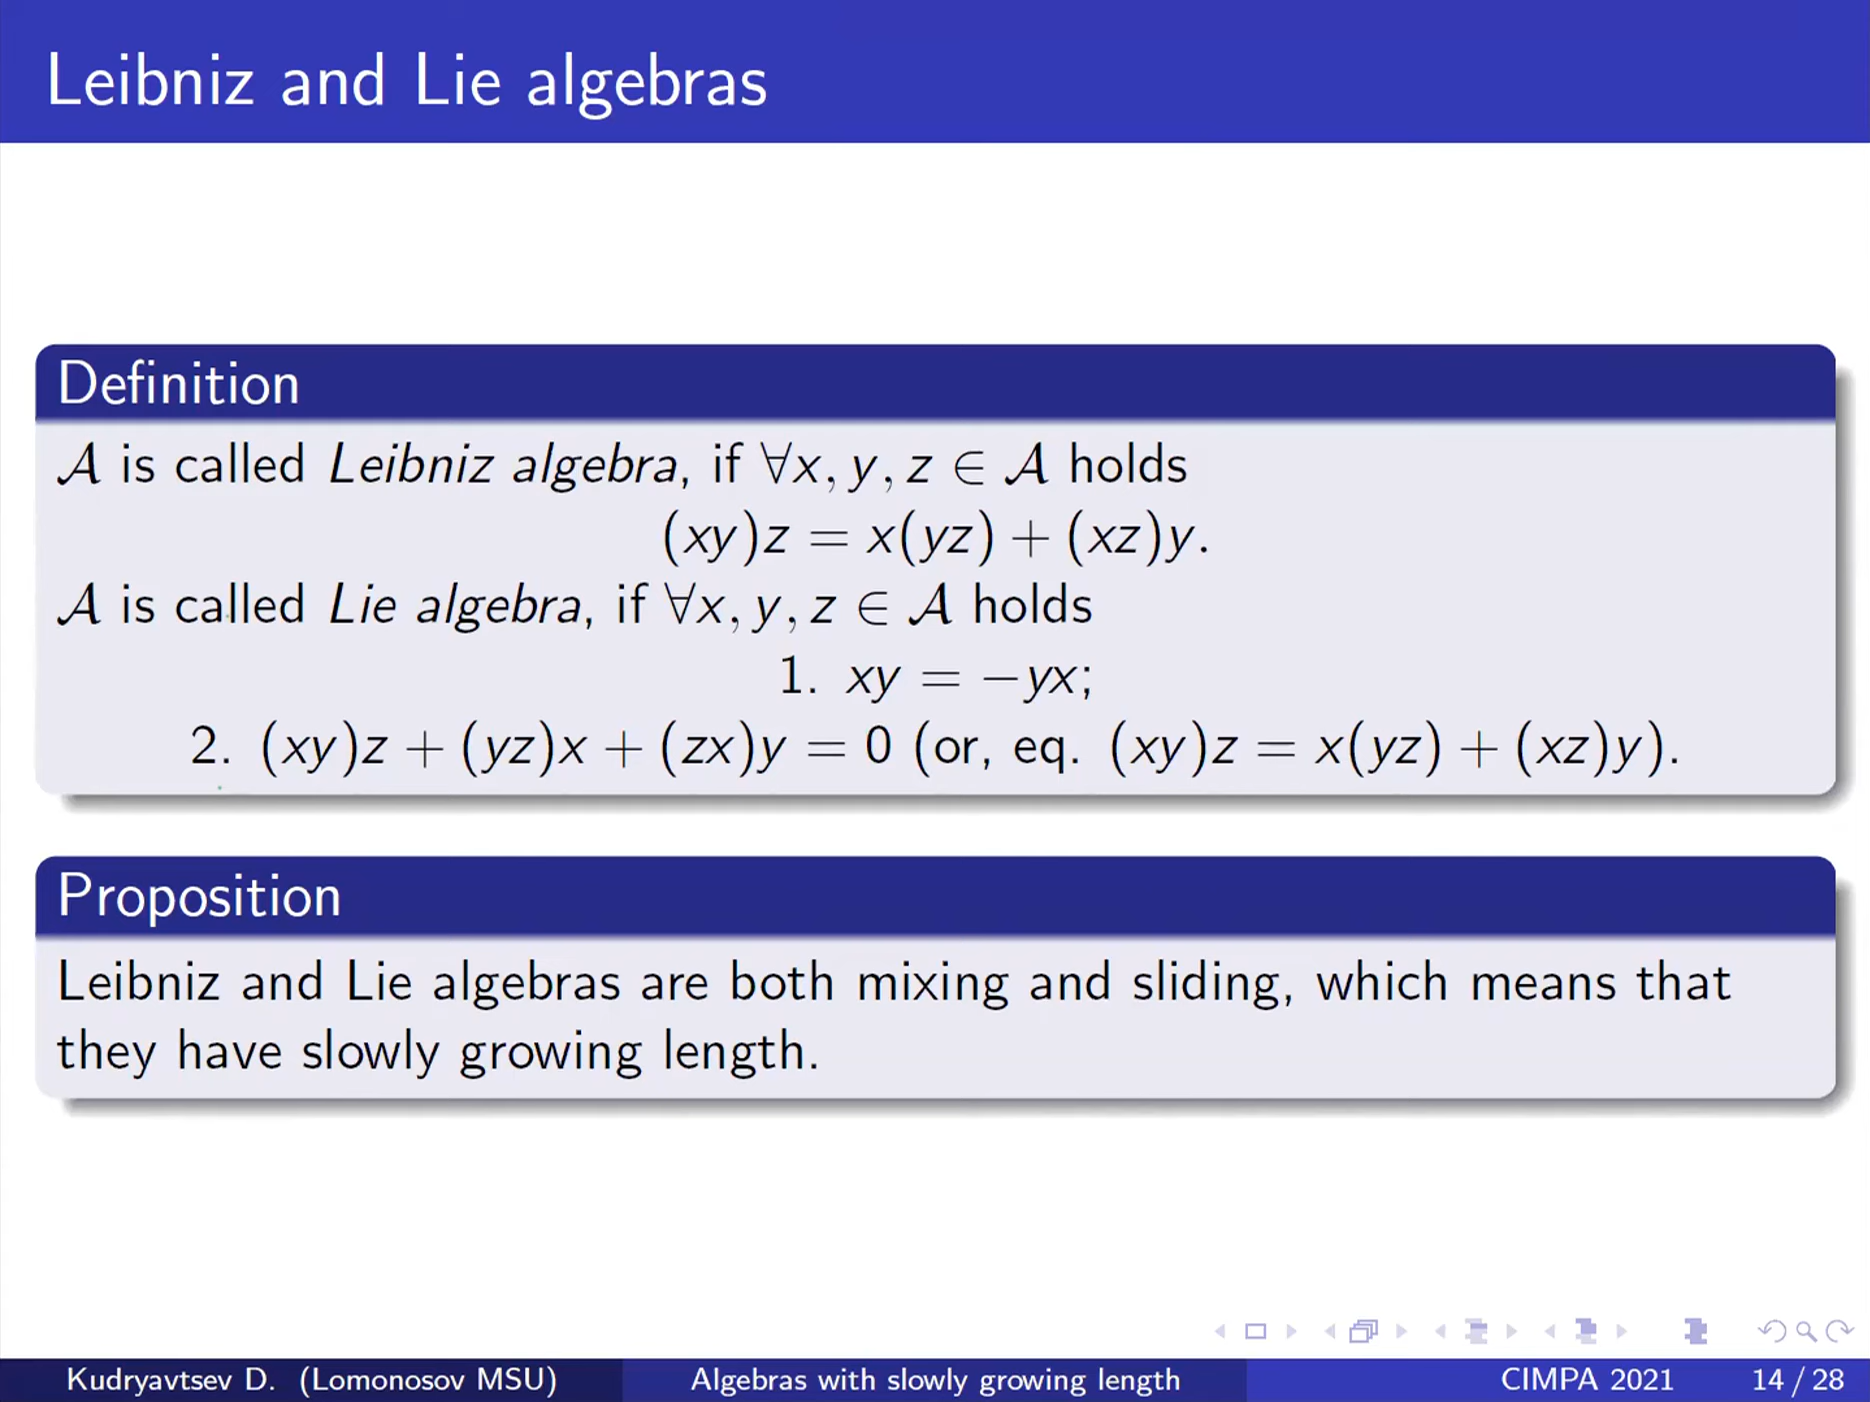 Leibniz and Lie algebras
Definition
𝒜 is called Leibniz algebra, if ∀x, y, z ∈ 𝒜 holds
(xy)z = x(yz) + (xz)y.
𝒜 is called Lie algebra, if ∀x, y, z ∈ 𝒜 holds
1. xy = −yx;
2. (xy)z + (yz)x + (zx)y = 0 (or, eq. (xy)z = x(yz) + (xz)y).
Proposition
Leibniz and Lie algebras are both mixing and sliding, which means that
they have slowly growing length.
Kudryavtsev D. (Lomonosov MSU) Algebras with slowly growing length CIMPA 2021 14 / 28